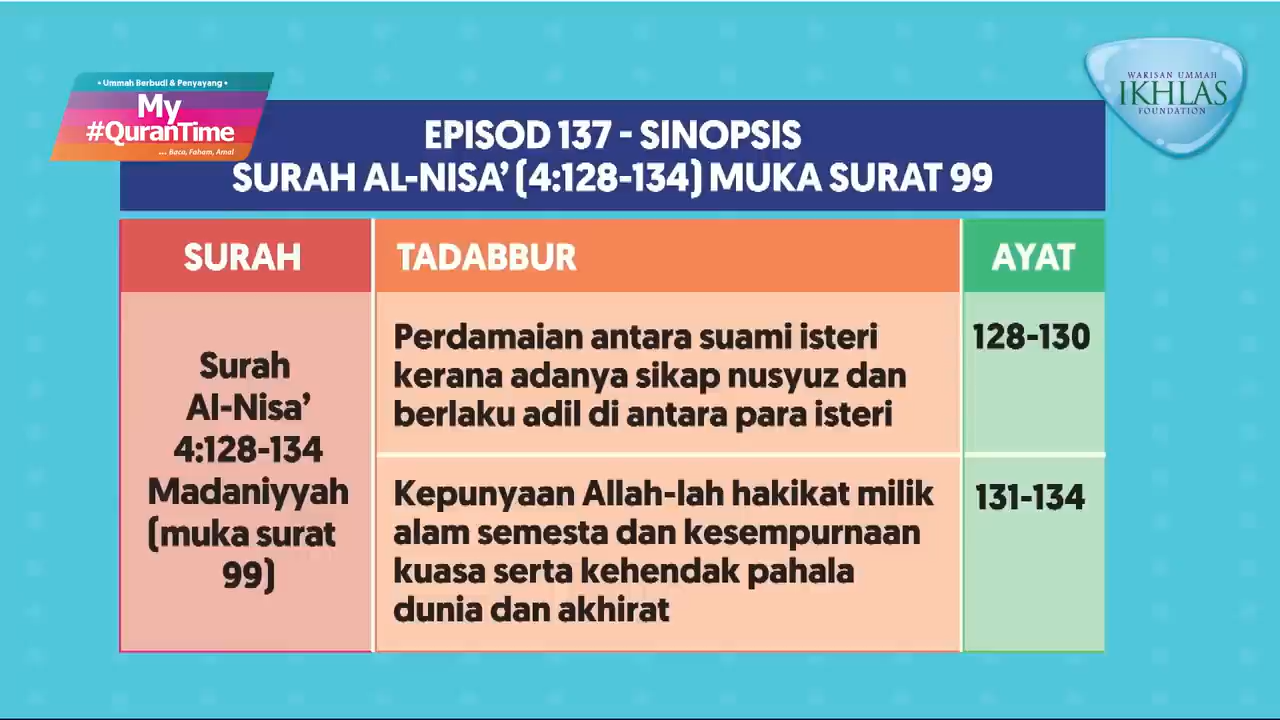 • Ummah Berbudi & Penyayang •
My
#QuranTime
... Baca, Faham, Amal
WARISAN UMMAH
IKHLAS
FOUNDATION
EPISOD 137 - SINOPSIS
SURAH AL-NISA’ (4:128-134) MUKA SURAT 99
SURAH
TADABBUR
AYAT
Surah
Al-Nisa’
4:128-134
Madaniyyah
(muka surat
99)
Perdamaian antara suami isteri
kerana adanya sikap nusyuz dan
berlaku adil di antara para isteri
128-130
Kepunyaan Allah-lah hakikat milik
alam semesta dan kesempurnaan
kuasa serta kehendak pahala
dunia dan akhirat
131-134